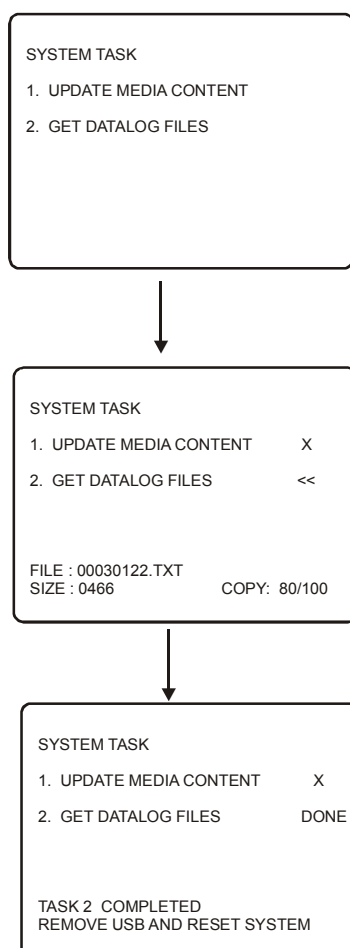 SYSTEM TASK
1. UPDATE MEDIA CONTENT
2. GET DATALOG FILES
SYSTEM TASK
1. UPDATE MEDIA CONTENT X
2. GET DATALOG FILES <<
FILE : 00030122.TXT
SIZE : 0466 COPY: 80/100
SYSTEM TASK
1. UPDATE MEDIA CONTENT X
2. GET DATALOG FILES DONE
TASK 2 COMPLETED
REMOVE USB AND RESET SYSTEM